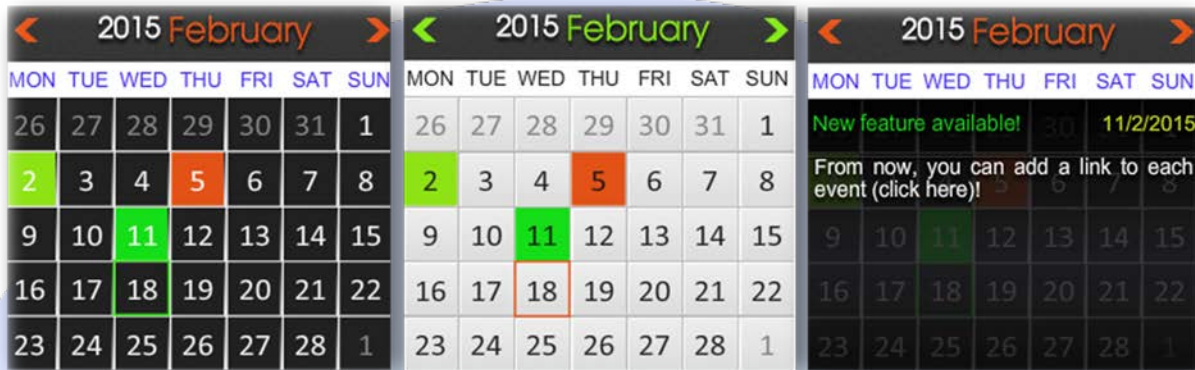 2015 February
MON TUE WED THU FRI SAT SUN
26 27 28 29 30 31 1
2 3 4 5 6 7 8
9 10 11 12 13 14 15
16 17 18 19 20 21 22
23 24 25 26 27 28 1
2015 February
MON TUE WED THU FRI SAT SUN
26 27 28 29 30 31 1
2 3 4 5 6 7 8
9 10 11 12 13 14 15
16 17 18 19 20 21 22
23 24 25 26 27 28 1
2015 February
MON TUE WED THU FRI SAT SUN
New feature available! 11/2/2015
From now, you can add a link to each
event (click here)!
9 10 11 12 13 14 15
16 17 18 19 20 21 22
23 24 25 26 27 28 1